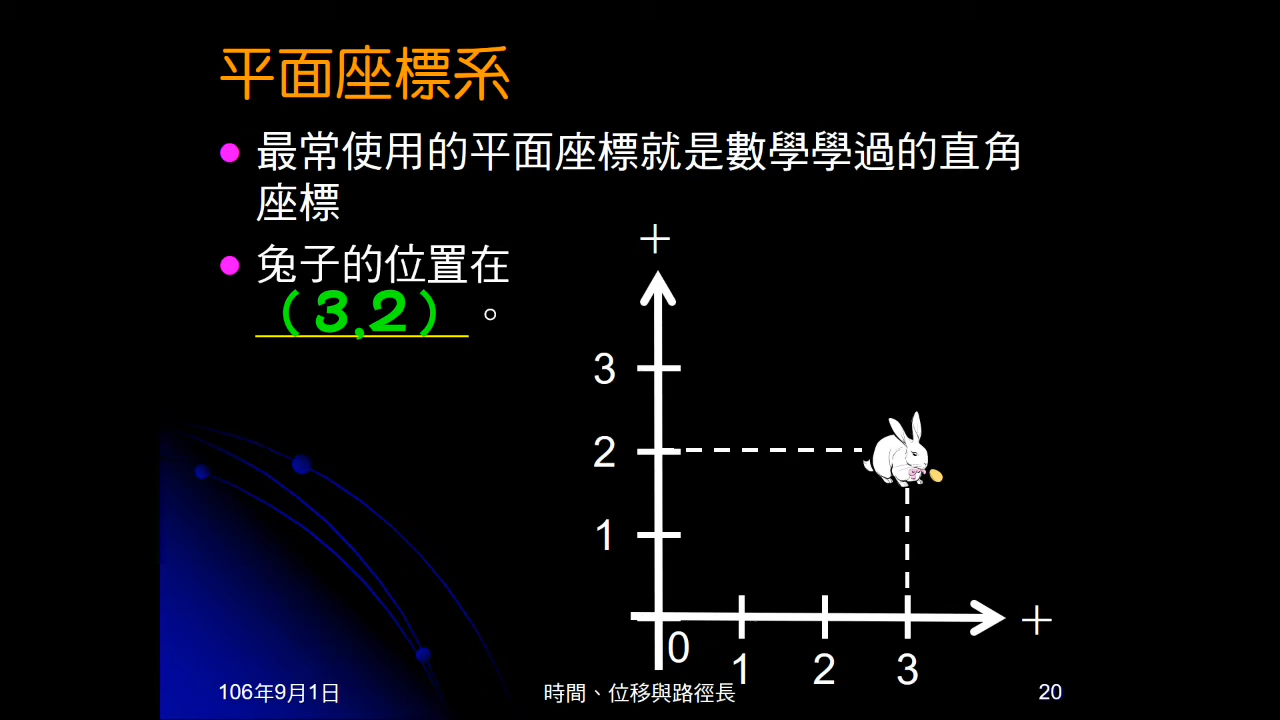 平面座標系
最常使用的平面座標就是數學學過的直角
座標
兔子的位置在
（3,2）。
＋
3
2
1
0
1
2
3
＋
106年9月1日
時間、位移與路徑長
20